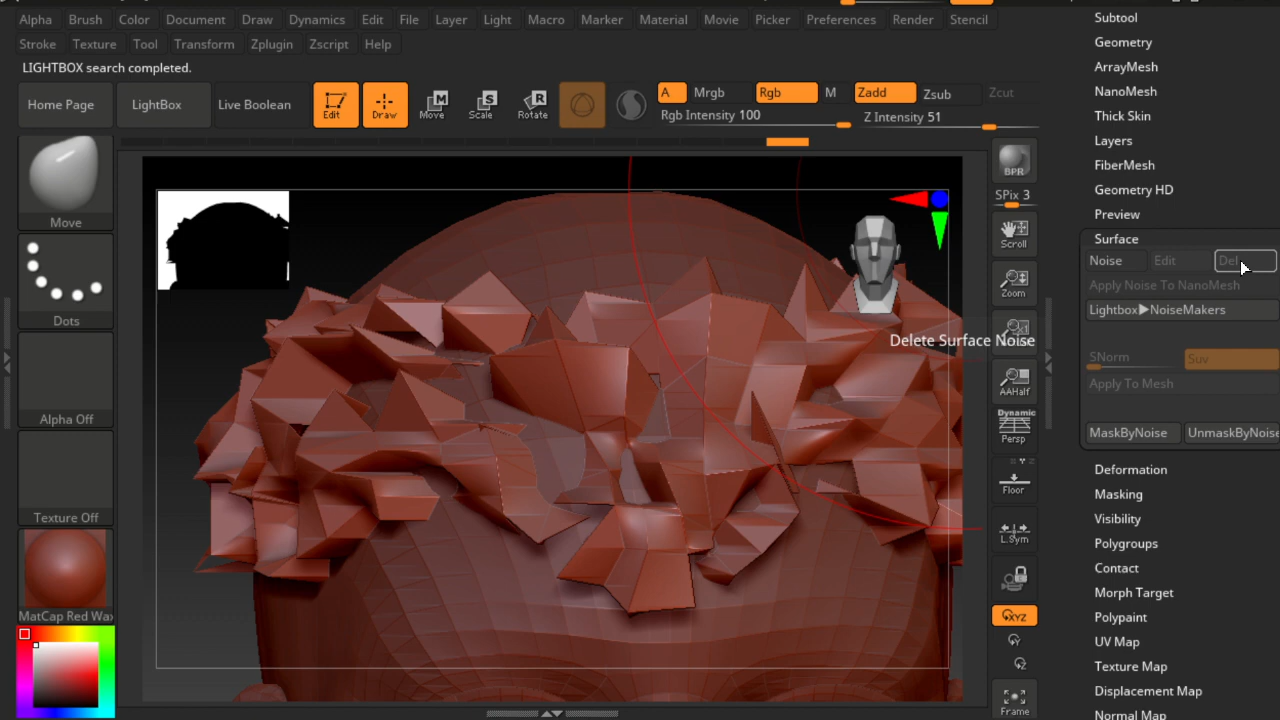 Alpha Brush Color Document Draw Dynamics Edit File Layer Light Macro Marker Material Movie Picker Preferences Render Stencil
Stroke Texture Tool Transform Zplugin Zscript Help
LIGHTBOX search completed.
Home Page LightBox Live Boolean Edit Draw Move Scale Rotate
M S R
A Mrgb Rgb M Zadd Zsub Zcut
Rgb Intensity 100 Z Intensity 51
Move
Dots
Alpha Off
Texture Off
MatCap Red Wax
BPR
SPix 3
Scroll
Zoom
AAHalf
Dynamic
Persp
Floor
L.Sym
XYZ
Y
Z
Frame
Delete Surface Noise
Subtool
Geometry
ArrayMesh
NanoMesh
Thick Skin
Layers
FiberMesh
Geometry HD
Preview
Surface
Noise Edit Del
Apply Noise To NanoMesh
Lightbox▶NoiseMakers
SNorm Suv
Apply To Mesh
MaskByNoise UnmaskByNoise
Deformation
Masking
Visibility
Polygroups
Contact
Morph Target
Polypaint
UV Map
Texture Map
Displacement Map
Normal Map